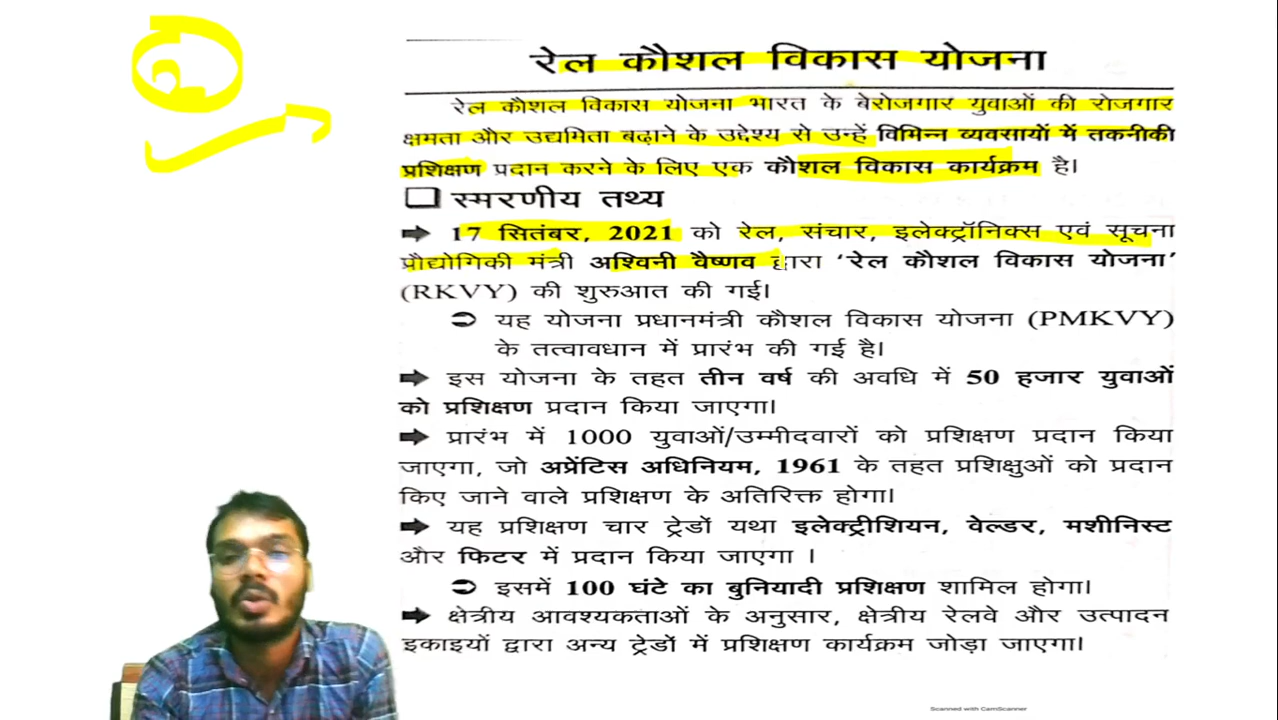 रेल कौशल विकास योजना
रेल कौशल विकास योजना भारत के बेरोजगार युवाओं की रोजगार
क्षमता और उद्यमिता बढ़ाने के उद्देश्य से उन्हें विभिन्न व्यवसायों में तकनीकी
प्रशिक्षण प्रदान करने के लिए एक कौशल विकास कार्यक्रम है।
स्मरणीय तथ्य
17 सितंबर, 2021 को रेल, संचार, इलेक्ट्रॉनिक्स एवं सूचना
प्रौद्योगिकी मंत्री अश्विनी वैष्णव द्वारा ‘रेल कौशल विकास योजना’
(RKVY) की शुरुआत की गई।
यह योजना प्रधानमंत्री कौशल विकास योजना (PMKVY)
के तत्वावधान में प्रारंभ की गई है।
इस योजना के तहत तीन वर्ष की अवधि में 50 हजार युवाओं
को प्रशिक्षण प्रदान किया जाएगा।
प्रारंभ में 1000 युवाओं/उम्मीदवारों को प्रशिक्षण प्रदान किया
जाएगा, जो अप्रेंटिस अधिनियम, 1961 के तहत प्रशिक्षुओं को प्रदान
किए जाने वाले प्रशिक्षण के अतिरिक्त होगा।
यह प्रशिक्षण चार ट्रेडों यथा इलेक्ट्रीशियन, वेल्डर, मशीनिस्ट
और फिटर में प्रदान किया जाएगा ।
इसमें 100 घंटे का बुनियादी प्रशिक्षण शामिल होगा।
क्षेत्रीय आवश्यकताओं के अनुसार, क्षेत्रीय रेलवे और उत्पादन
इकाइयों द्वारा अन्य ट्रेडों में प्रशिक्षण कार्यक्रम जोड़ा जाएगा।
Scanned with CamScanner